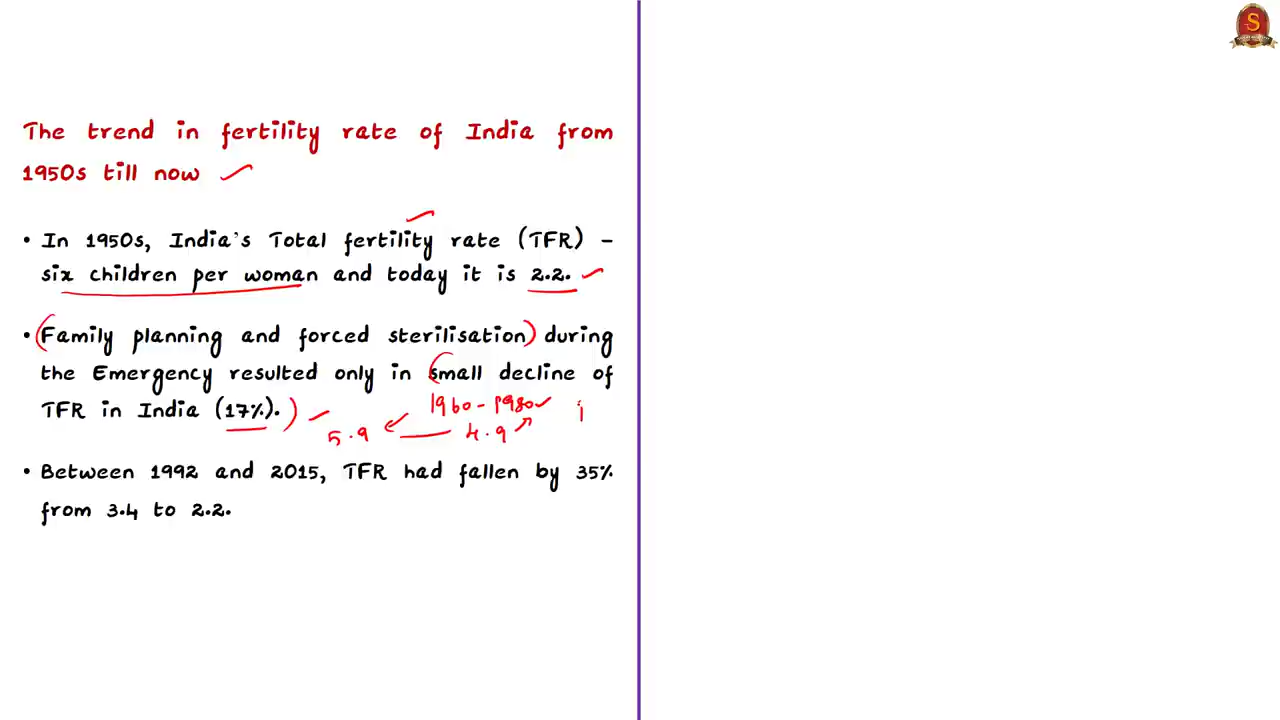 The trend in fertility rate of India from
1950s till now
• In 1950s, India's Total fertility rate (TFR) -
six children per woman and today it is 2.2.
• (Family planning and forced sterilisation) during
the Emergency resulted only in (small decline of
TFR in India (17%). )
1960 - 1980
5.9 4.9
• Between 1992 and 2015, TFR had fallen by 35%
from 3.4 to 2.2.
S